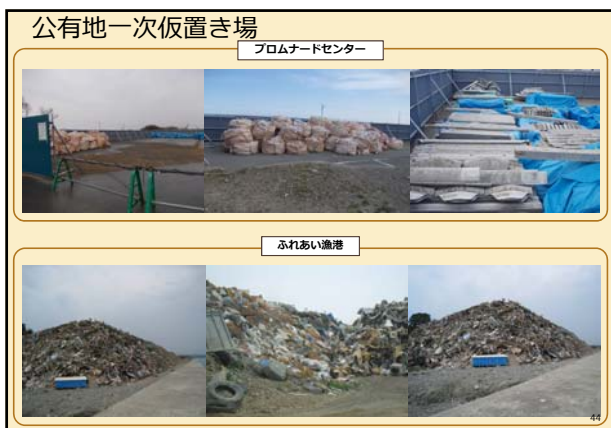 公有地一次仮置き場
プロムナードセンター
ふれあい漁港
44